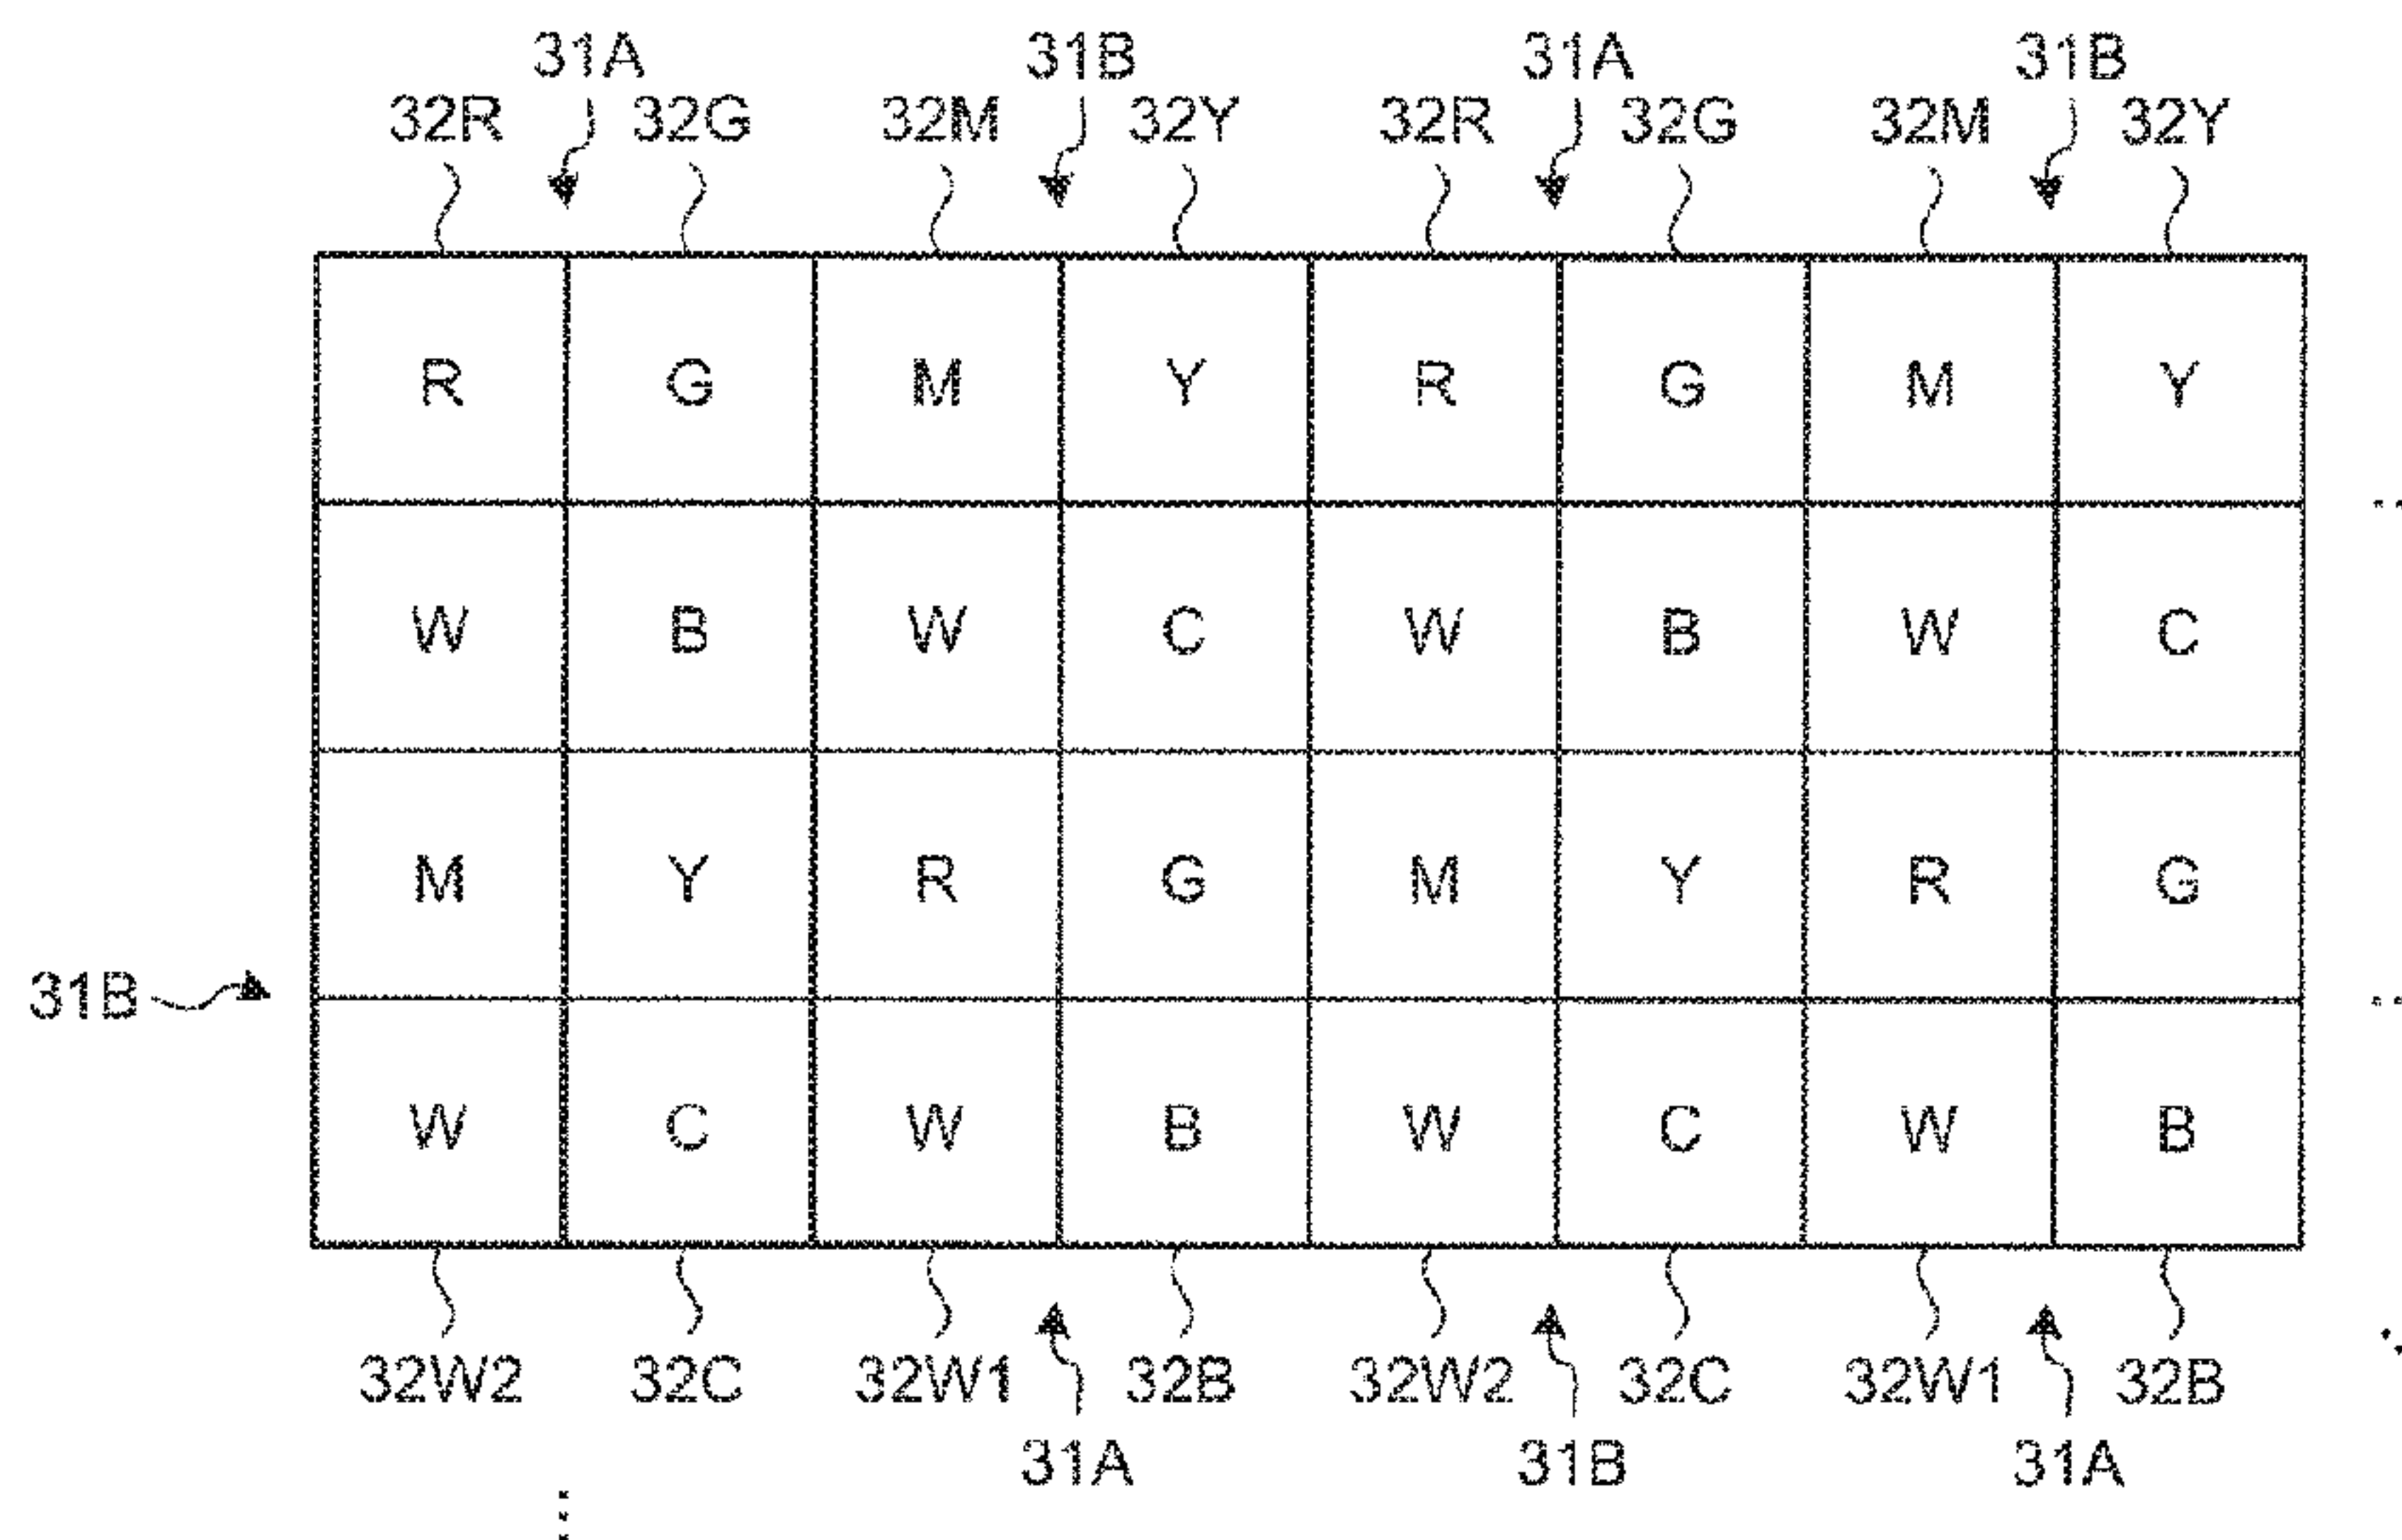 31A 31B 31A 31B
32R 32G 32M 32Y 32R 32G 32M 32Y
R G M Y R G M Y
W B W C W B W C
M Y R G M Y R G
31B
W C W B W C W B
32W2 32C 32W1 32B 32W2 32C 32W1 32B
31A 31B 31A